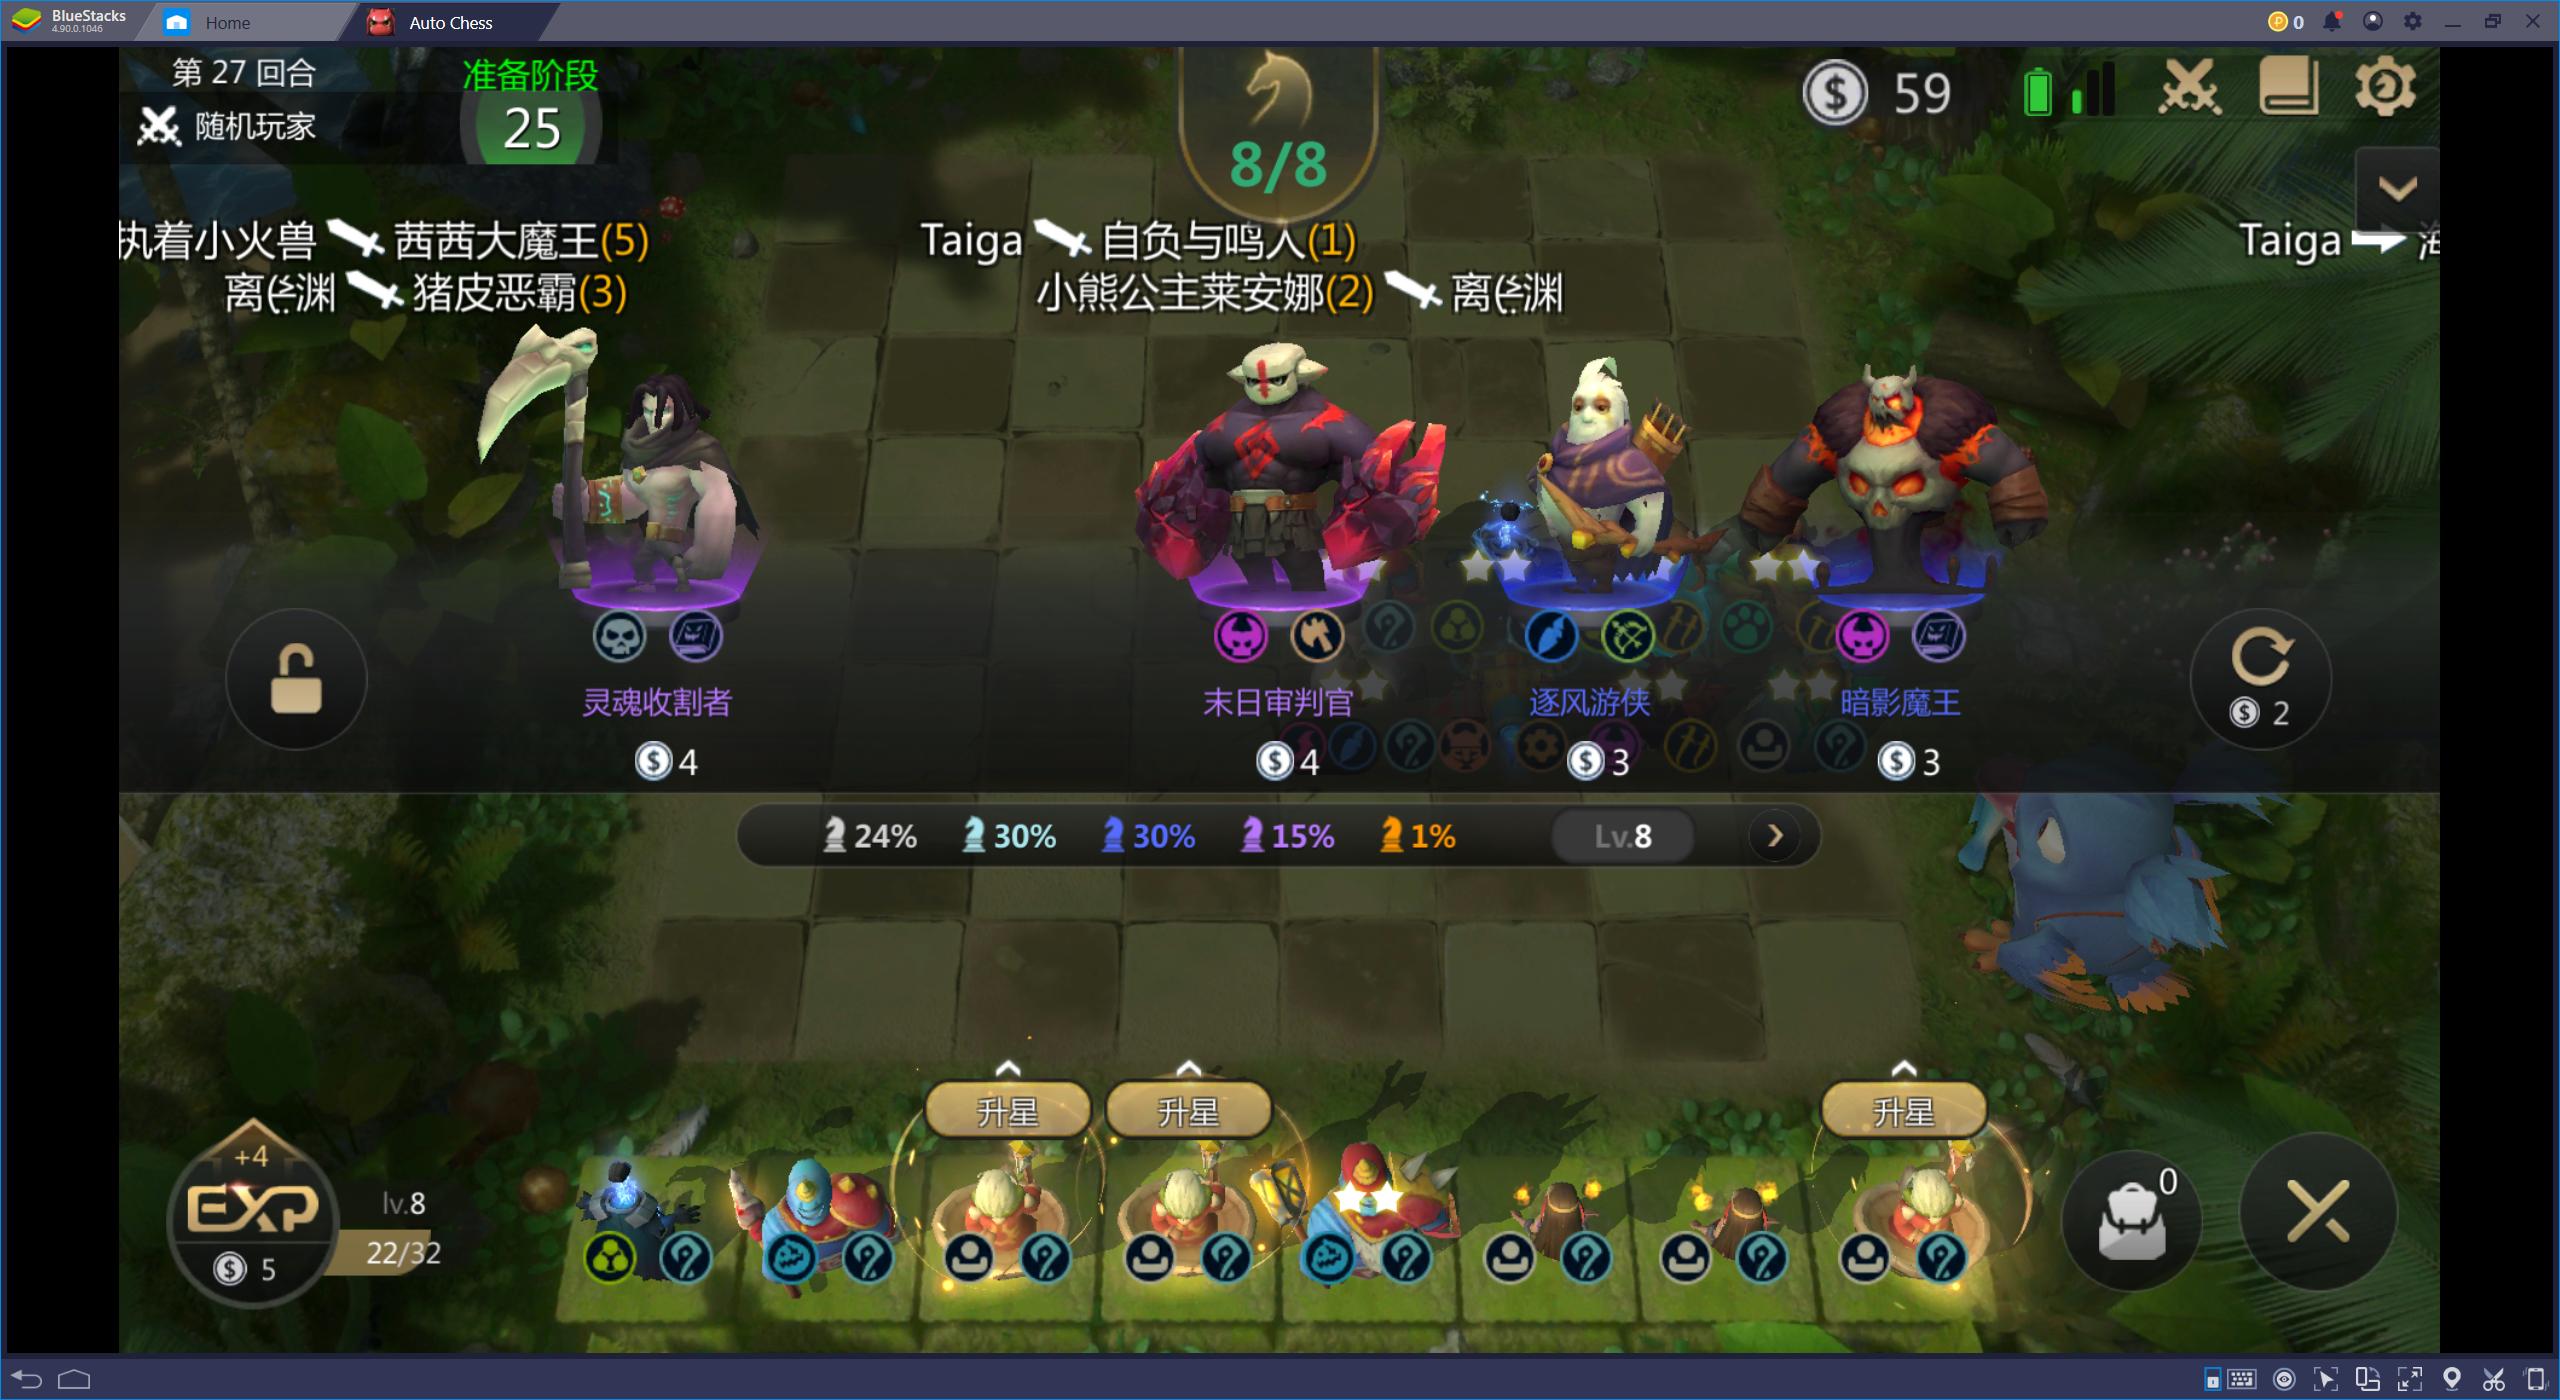 BlueStacks
4.90.0.1046
Home
Auto Chess
0
第 27 回合
准备阶段
随机玩家
25
8/8
59
执着小火兽 茜茜大魔王(5)
离 渊 猪皮恶霸(3)
Taiga 自负与鸣人(1)
小熊公主莱安娜(2) 离 渊
Taiga
灵魂收割者
末日审判官
逐风游侠
暗影魔王
4
4
3
3
2
24% 30% 30% 15% 1% Lv.8
升星
升星
升星
+4
EXP
5
lv.8
22/32
0